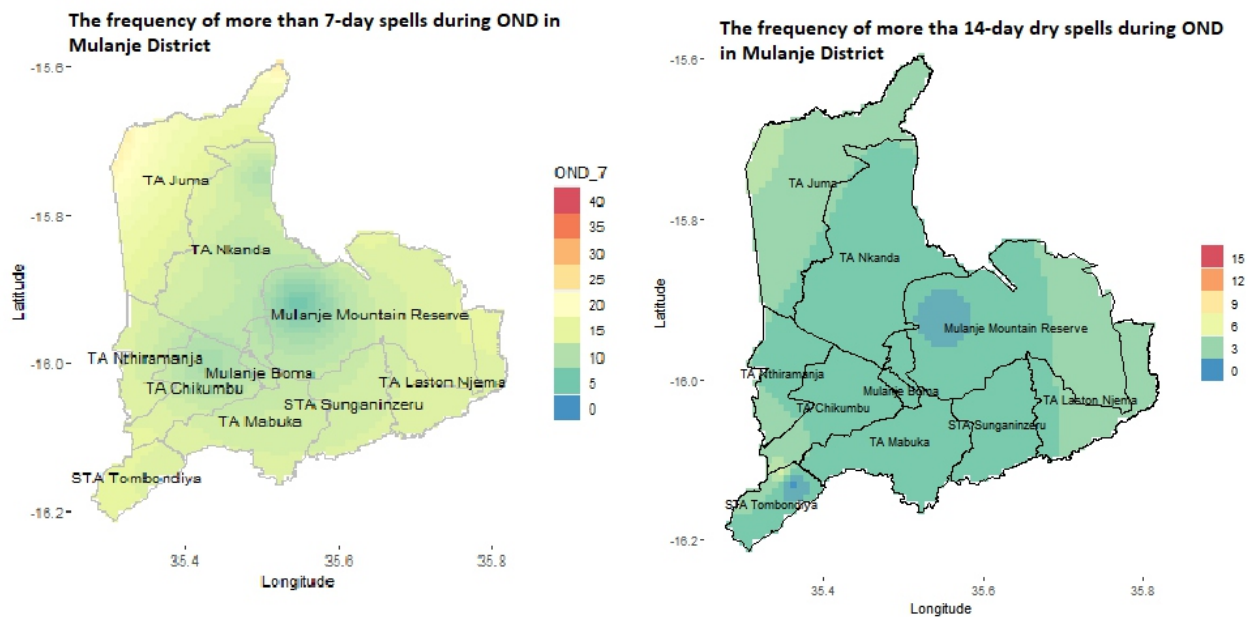 The frequency of more than 7-day spells during OND in
Mulanje District
-15.6
-15.8
-16.0
-16.2
Latitude
TA Juma
TA Nkanda
Mulanje Mountain Reserve
TA Nthiramanja
Mulanje Boma
TA Chikumbu
TA Laston Njema
STA Sunganinzeru
TA Mabuka
STA Tombondiya
35.4
35.6
35.8
Longitude
OND_7
40
35
30
25
20
15
10
5
0
The frequency of more tha 14-day dry spells during OND
in Mulanje District
-15.6
-15.8
-16.0
-16.2
Latitude
TA Juma
TA Nkanda
Mulanje Mountain Reserve
TA Nthiramanja
Mulanje Boma
TA Chikumbu
TA Laston Njema
STA Sunganinzeru
TA Mabuka
STA Tombondiya
35.4
35.6
35.8
Longitude
15
12
9
6
3
0